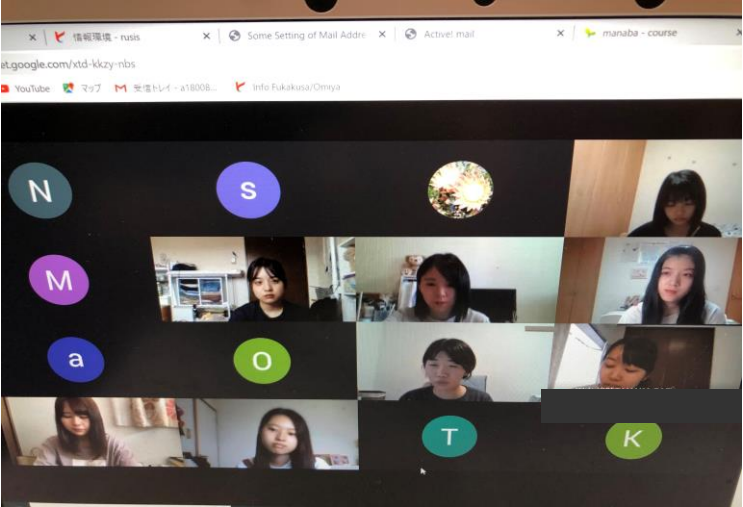 情報環境 - rusis
Some Setting of Mail Addre
Active! mail
manaba - course
et.google.com/xtd-kkzy-nbs
YouTube
マップ
受信トレイ - a18008...
Info Fukakusa/Omiya
N
S
M
a
O
T
K